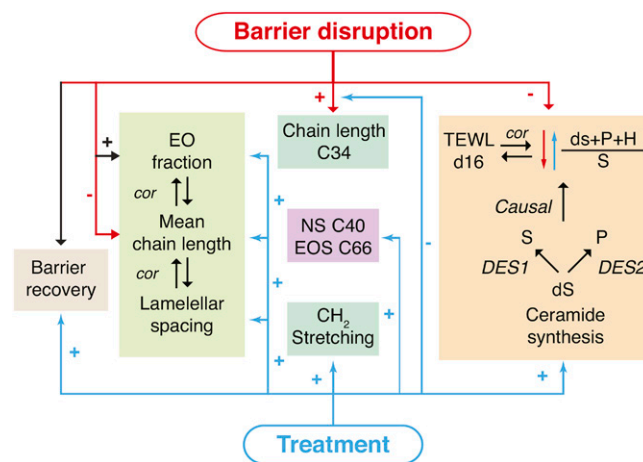 Barrier disruption
+
-
+
-
+
-
EO
fraction
cor
Mean
chain length
cor
Lamelellar
spacing
Chain length
C34
NS C40
EOS C66
CH2
Stretching
TEWL
d16
cor
ds+P+H
S
Causal
S
P
DES1
DES2
dS
Ceramide
synthesis
Barrier
recovery
+
+
+
+
+
+
+
Treatment